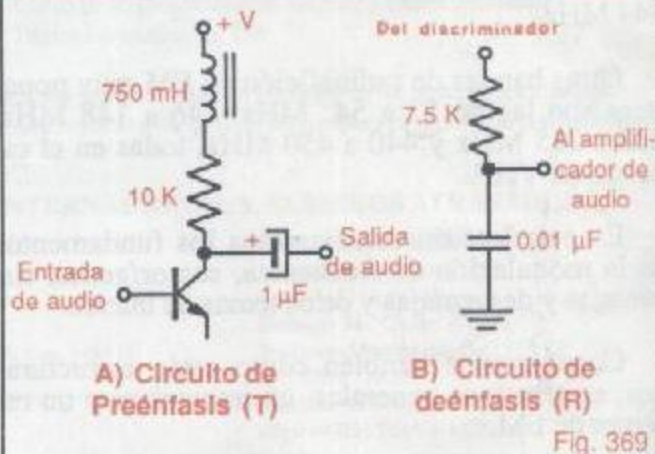 + V
750 mH
10 K
+
Salida
de audio
1 µF
Entrada
de audio
A) Circuito de
Preénfasis (T)
Del discriminador
7.5 K
Al amplifi-
cador de
audio
0.01 µF
B) Circuito de
deénfasis (R)
Fig. 369